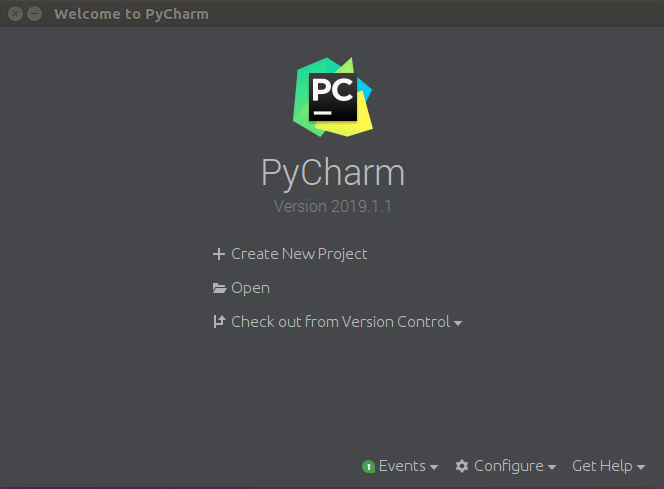 Welcome to PyCharm
PC
PyCharm
Version 2019.1.1
Create New Project
Open
Check out from Version Control
1 Events Configure Get Help